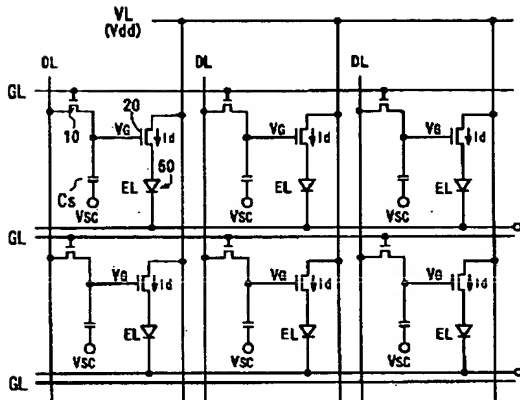 VL
(Vdd)
DL DL DL
GL
20
10 VG Id VG Id VG Id
60
Cs EL EL EL
Vsc Vsc Vsc
GL
VG Id VG Id VG Id
EL EL EL
Vsc Vsc Vsc
GL